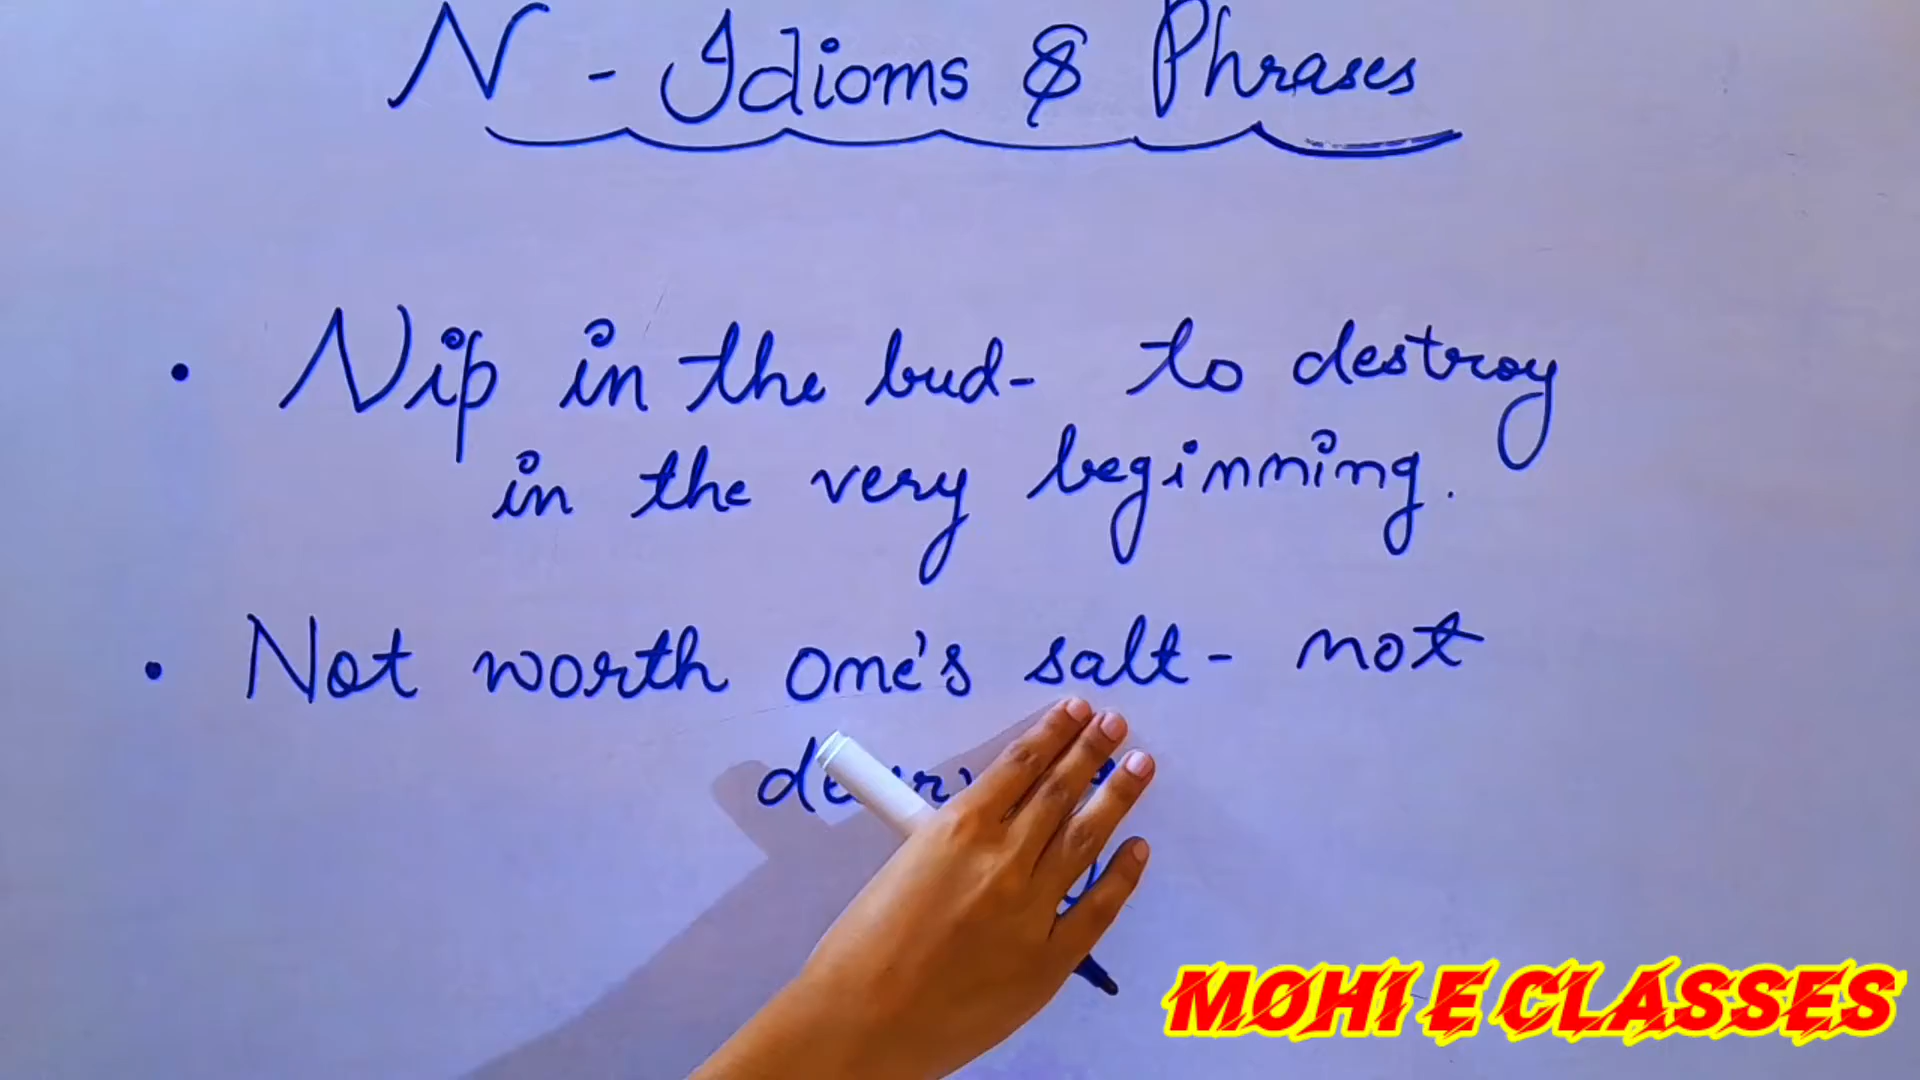 N - Idioms & Phrases
• Nip in the bud- to destroy
in the very beginning.
• Not worth one's salt- not
MOHI E CLASSES